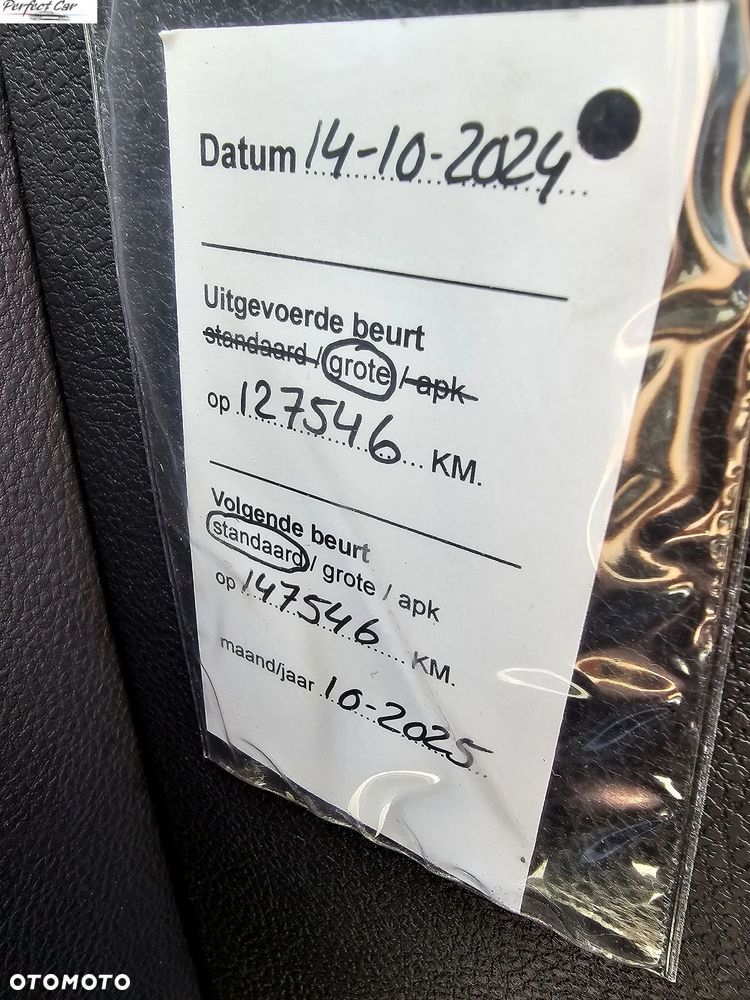 Perfect Car
Datum 14-10-2024
Uitgevoerde beurt
standaard / grote / apk
op 127546 KM.
Volgende beurt
standaard / grote / apk
op 147546 KM.
maand/jaar 10-2025
OTOMOTO